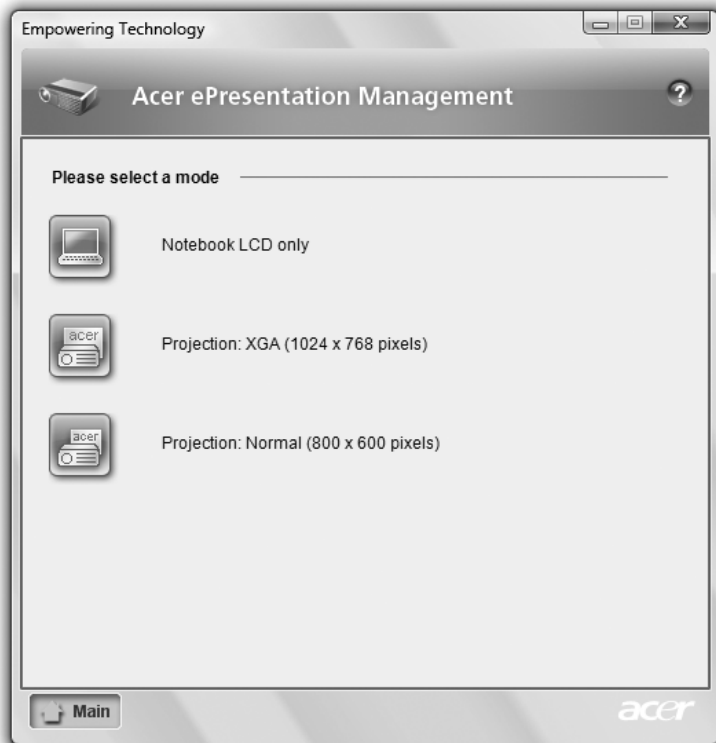 Empowering Technology
Acer ePresentation Management
?
Please select a mode
Notebook LCD only
acer
Projection: XGA (1024 x 768 pixels)
acer
Projection: Normal (800 x 600 pixels)
Main
acer